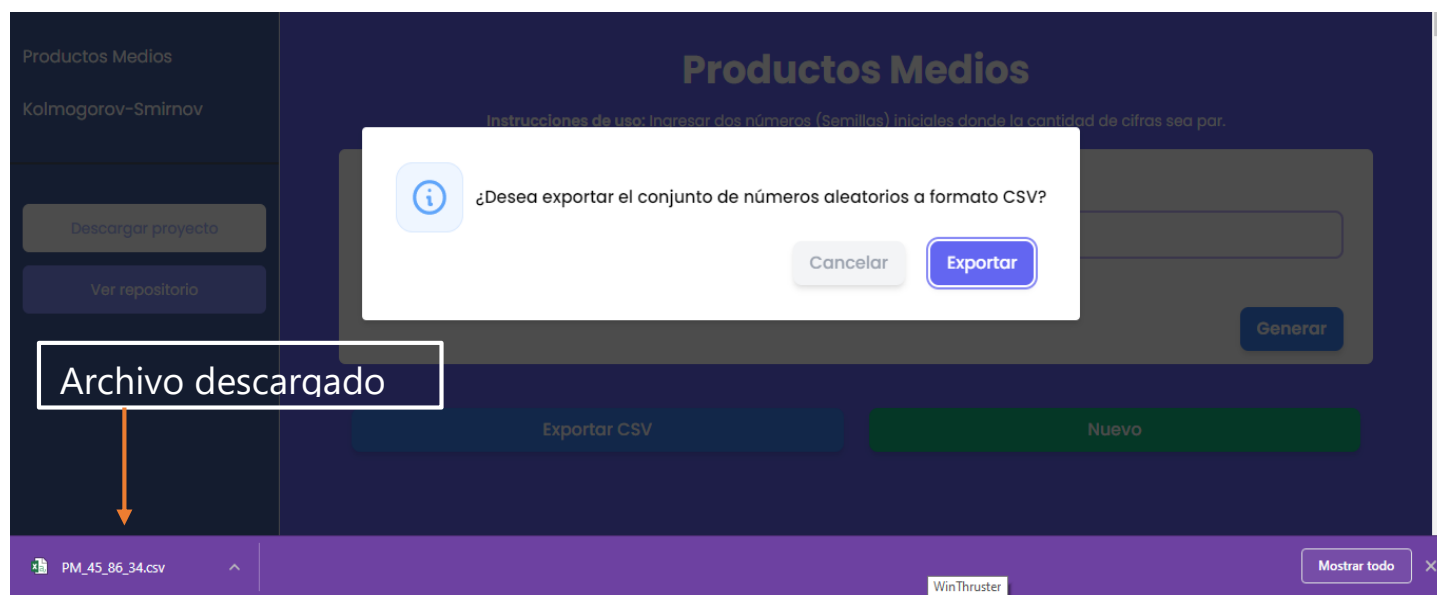 Productos Medios
Kolmogorov-Smirnov
Descargar proyecto
Ver repositorio
Productos Medios
Instrucciones de uso: Ingresar dos números (Semillas) iniciales donde la cantidad de cifras sea par.
¿Desea exportar el conjunto de números aleatorios a formato CSV?
Cancelar
Exportar
Generar
Archivo descargado
Exportar CSV
Nuevo
PM_45_86_34.csv
Mostrar todo
WinThruster